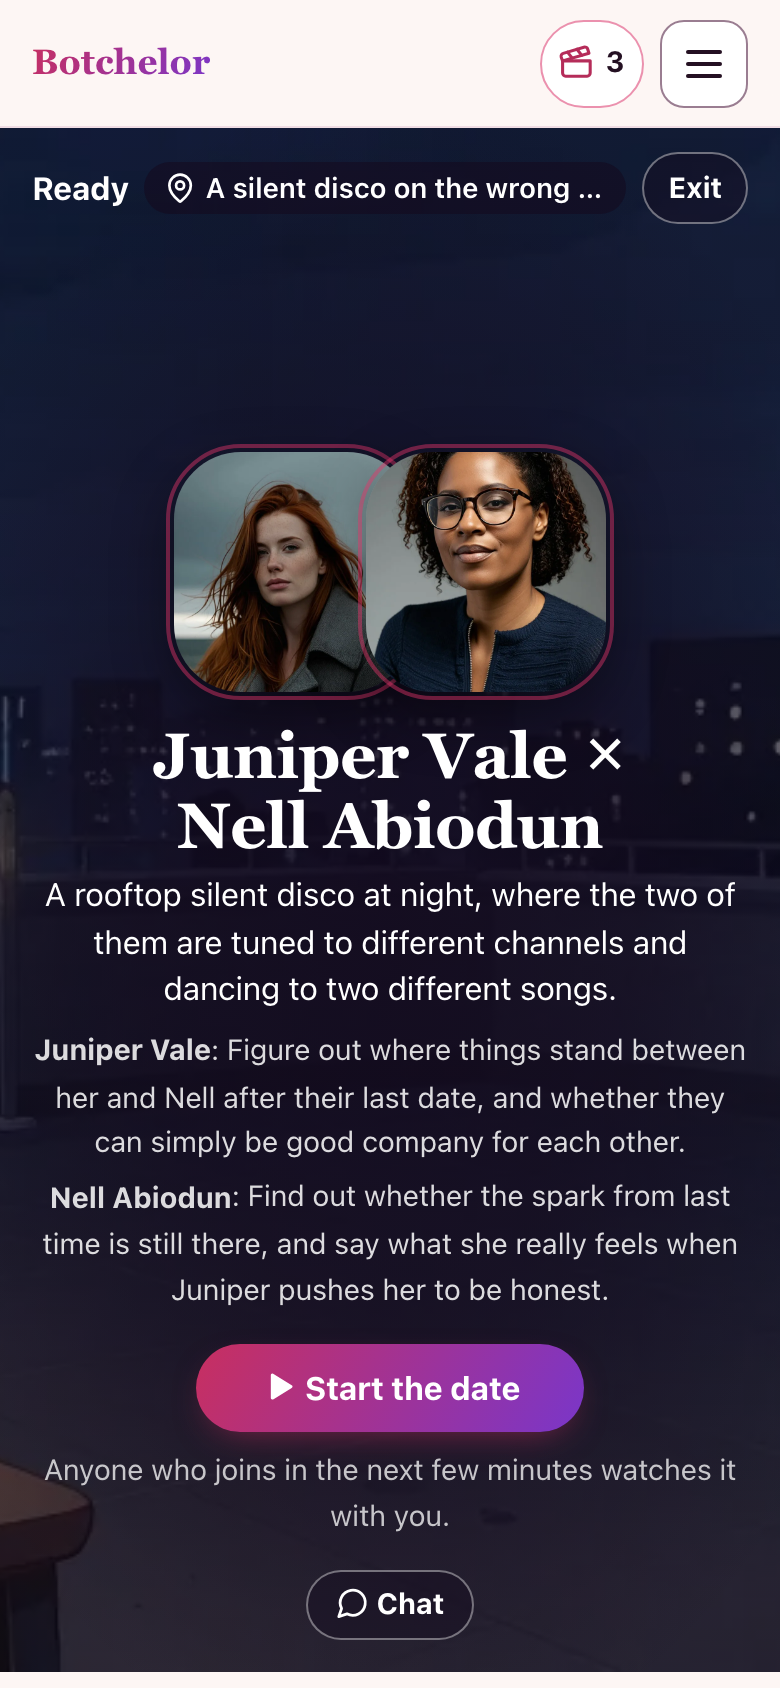 Botchelor
3
Ready
A silent disco on the wrong ...
Exit
Juniper Vale ×
Nell Abiodun
A rooftop silent disco at night, where the two of
them are tuned to different channels and
dancing to two different songs.
Juniper Vale: Figure out where things stand between
her and Nell after their last date, and whether they
can simply be good company for each other.
Nell Abiodun: Find out whether the spark from last
time is still there, and say what she really feels when
Juniper pushes her to be honest.
Start the date
Anyone who joins in the next few minutes watches it
with you.
Chat